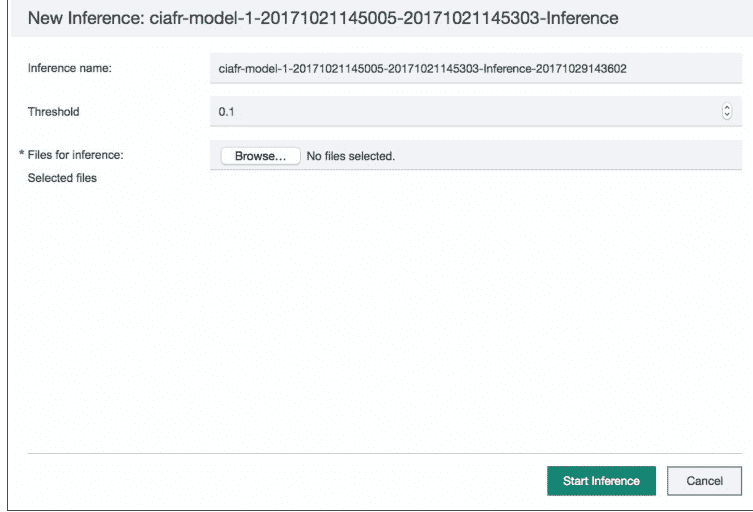 New Inference: ciafr-model-1-20171021145005-20171021145303-Inference
Inference name:
ciafr-model-1-20171021145005-20171021145303-Inference-20171029143602
Threshold
0.1
* Files for inference:
Browse... No files selected.
Selected files
Start Inference
Cancel